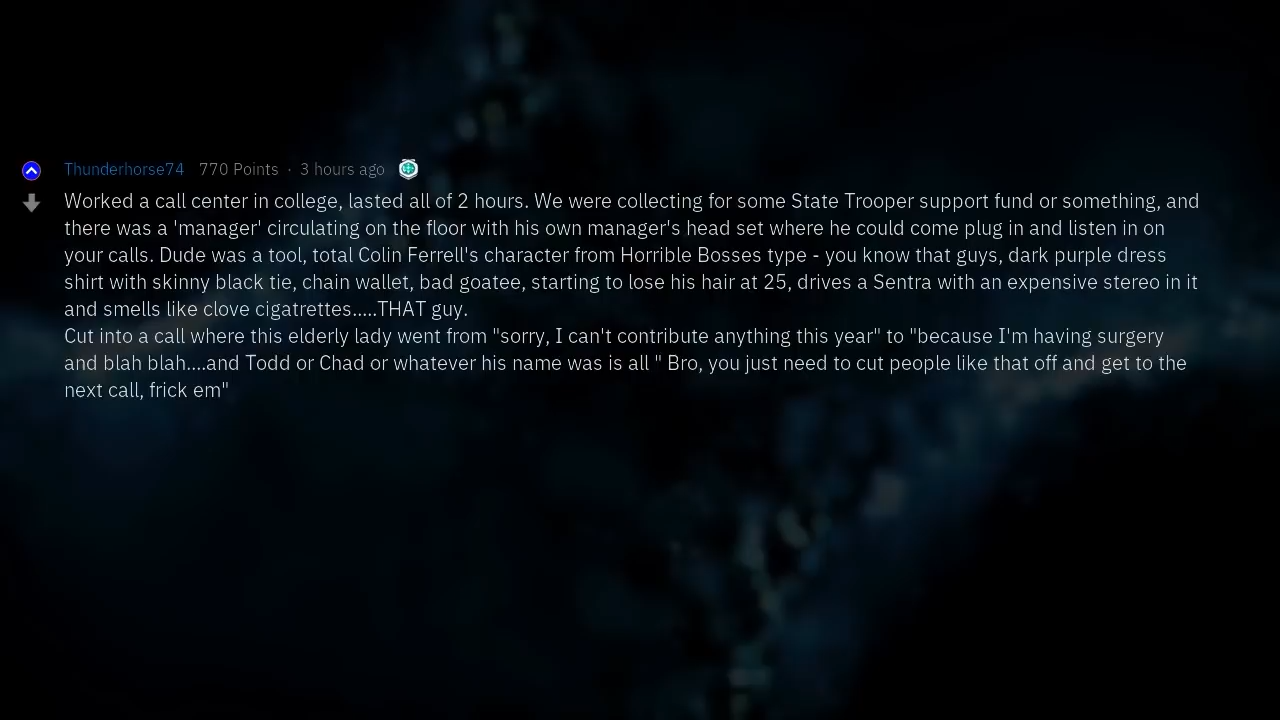 Thunderhorse74 770 Points · 3 hours ago
Worked a call center in college, lasted all of 2 hours. We were collecting for some State Trooper support fund or something, and
there was a 'manager' circulating on the floor with his own manager's head set where he could come plug in and listen in on
your calls. Dude was a tool, total Colin Ferrell's character from Horrible Bosses type - you know that guys, dark purple dress
shirt with skinny black tie, chain wallet, bad goatee, starting to lose his hair at 25, drives a Sentra with an expensive stereo in it
and smells like clove cigatrettes.....THAT guy.
Cut into a call where this elderly lady went from "sorry, I can't contribute anything this year" to "because I'm having surgery
and blah blah....and Todd or Chad or whatever his name was is all " Bro, you just need to cut people like that off and get to the
next call, frick em"